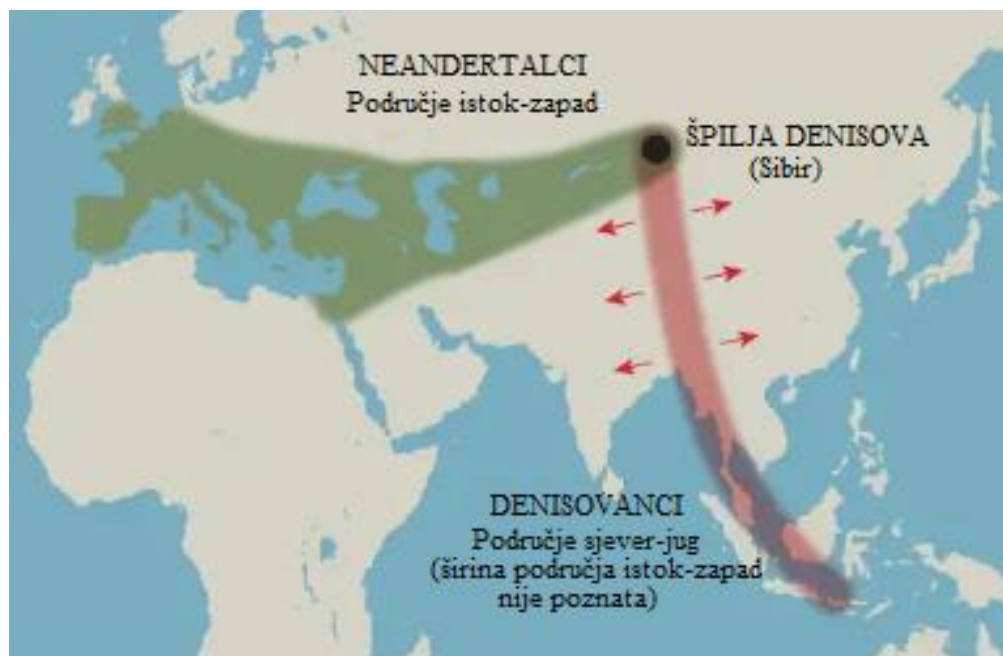 NEANDERTALCI
Područje istok-zapad
ŠPILJA DENISOVA
(Sibir)
DENISOVANCI
Područje sjever-jug
(širina područja istok-zapad
nije poznata)